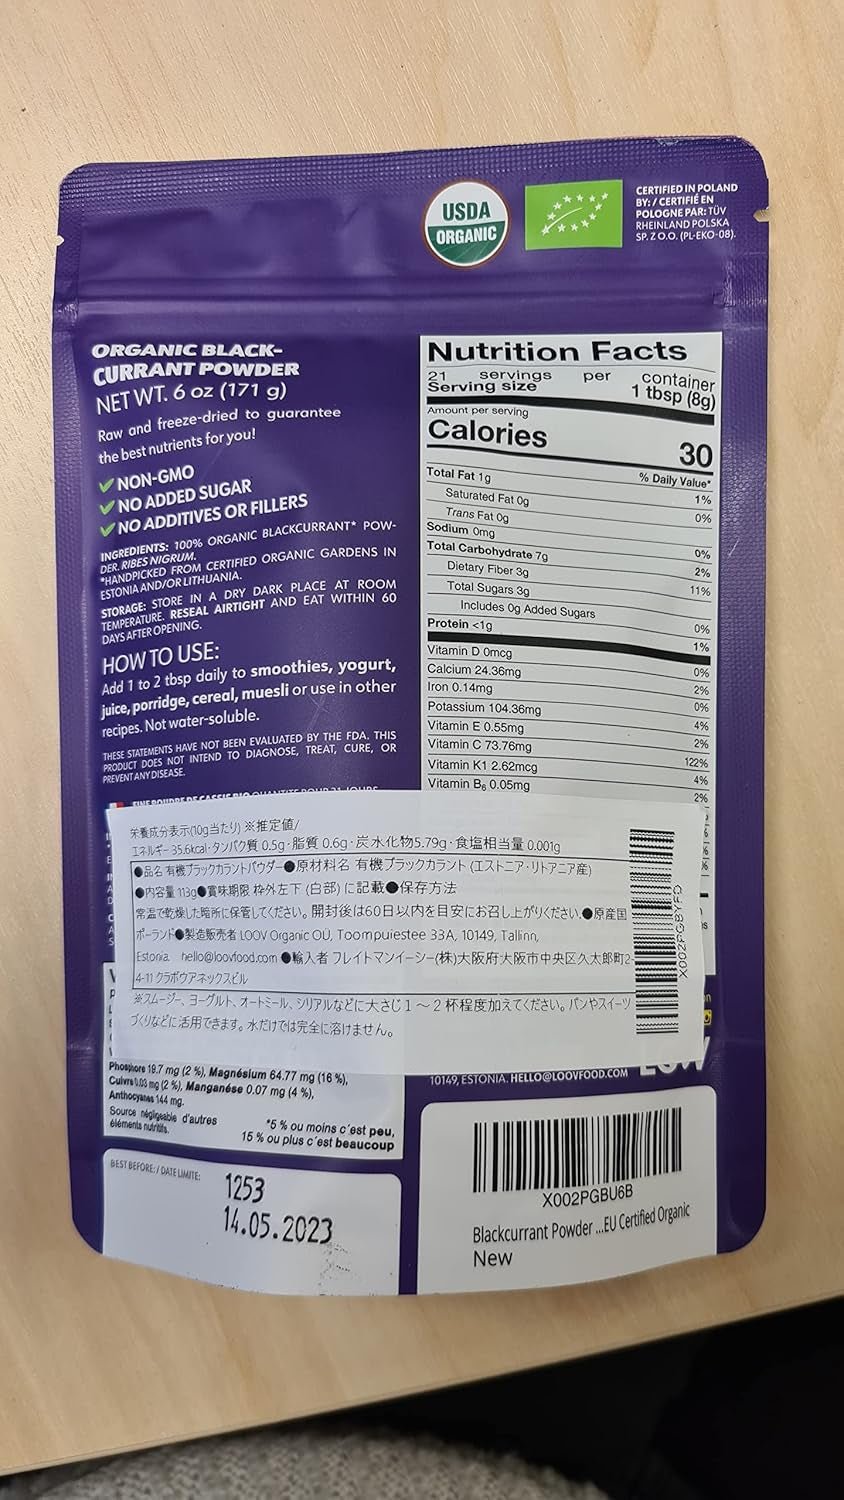 USDA
ORGANIC
CERTIFIED IN POLAND
BY: / CERTIFIÉ EN
POLOGNE PAR: TÜV
RHEINLAND POLSKA
SP. Z O.O. (PL-EKO-08).
ORGANIC BLACK-
CURRANT POWDER
NET WT. 6 oz (171 g)
Raw and freeze-dried to guarantee
the best nutrients for you!
NON-GMO
NO ADDED SUGAR
NO ADDITIVES OR FILLERS
INGREDIENTS: 100% ORGANIC BLACKCURRANT* POW-
DER. RIBES NIGRUM.
*HANDPICKED FROM CERTIFIED ORGANIC GARDENS IN
ESTONIA AND/OR LITHUANIA.
STORAGE: STORE IN A DRY DARK PLACE AT ROOM
TEMPERATURE. RESEAL AIRTIGHT AND EAT WITHIN 60
DAYS AFTER OPENING.
HOW TO USE:
Add 1 to 2 tbsp daily to smoothies, yogurt,
juice, porridge, cereal, muesli or use in other
recipes. Not water-soluble.
THESE STATEMENTS HAVE NOT BEEN EVALUATED BY THE FDA. THIS
PRODUCT DOES NOT INTEND TO DIAGNOSE, TREAT, CURE, OR
PREVENT ANY DISEASE.
Nutrition Facts
21 servings per container
Serving size 1 tbsp (8g)
Amount per serving
Calories 30
% Daily Value*
Total Fat 1g 1%
Saturated Fat 0g 0%
Trans Fat 0g
Sodium 0mg 0%
Total Carbohydrate 7g 2%
Dietary Fiber 3g 11%
Total Sugars 3g
Includes 0g Added Sugars 0%
Protein <1g 1%
Vitamin D 0mcg 0%
Calcium 24.36mg 2%
Iron 0.14mg 0%
Potassium 104.36mg 4%
Vitamin E 0.55mg 2%
Vitamin C 73.76mg 122%
Vitamin K1 2.62mcg 4%
Vitamin B6 0.05mg 2%
栄養成分表示(10g当たり) ※推定値/
エネルギー35.6kcal・タンパク質 0.5g・脂質 0.6g・炭水化物5.79g・食塩相当量 0.001g
●品名 有機ブラックカラントパウダー●原材料名 有機ブラックカラント (エストニア・リトアニア産)
●内容量 113g●賞味期限 枠外左下 (白部) に記載●保存方法
常温で乾燥した暗所に保管してください。開封後は60日以内を目安にお召し上がりください.●原産国
ポーランド●製造販売者 LOOV Organic OÜ, Toompuiestee 33A, 10149, Tallinn,
Estonia. hello@loovfood.com ●輸入者 フレイトマンイーシー(株)大阪府大阪市中央区久太郎町2-
4-11 クラボウアネックスビル
※スムージー、ヨーグルト、オートミール、シリアルなどに大さじ1～2杯程度加えてください。パンやスイーツ
づくりなどに活用できます。水だけでは完全に溶けません。
X002PG8YFD
Phosphore 19.7 mg (2 %), Magnésium 64.77 mg (16 %),
Cuivre 0.03 mg (2 %), Manganése 0.07 mg (4 %),
Anthocyanes 144 mg.
Source négligeable d'autres
éléments nutritifs.
*5 % ou moins c'est peu,
15 % ou plus c'est beaucoup
10149, ESTONIA. HELLO@LOOVFOOD.COM
BEST BEFORE: / DATE LIMITE:
1253
14.05.2023
X002PGBU6B
Blackcurrant Powder ...EU Certified Organic
New